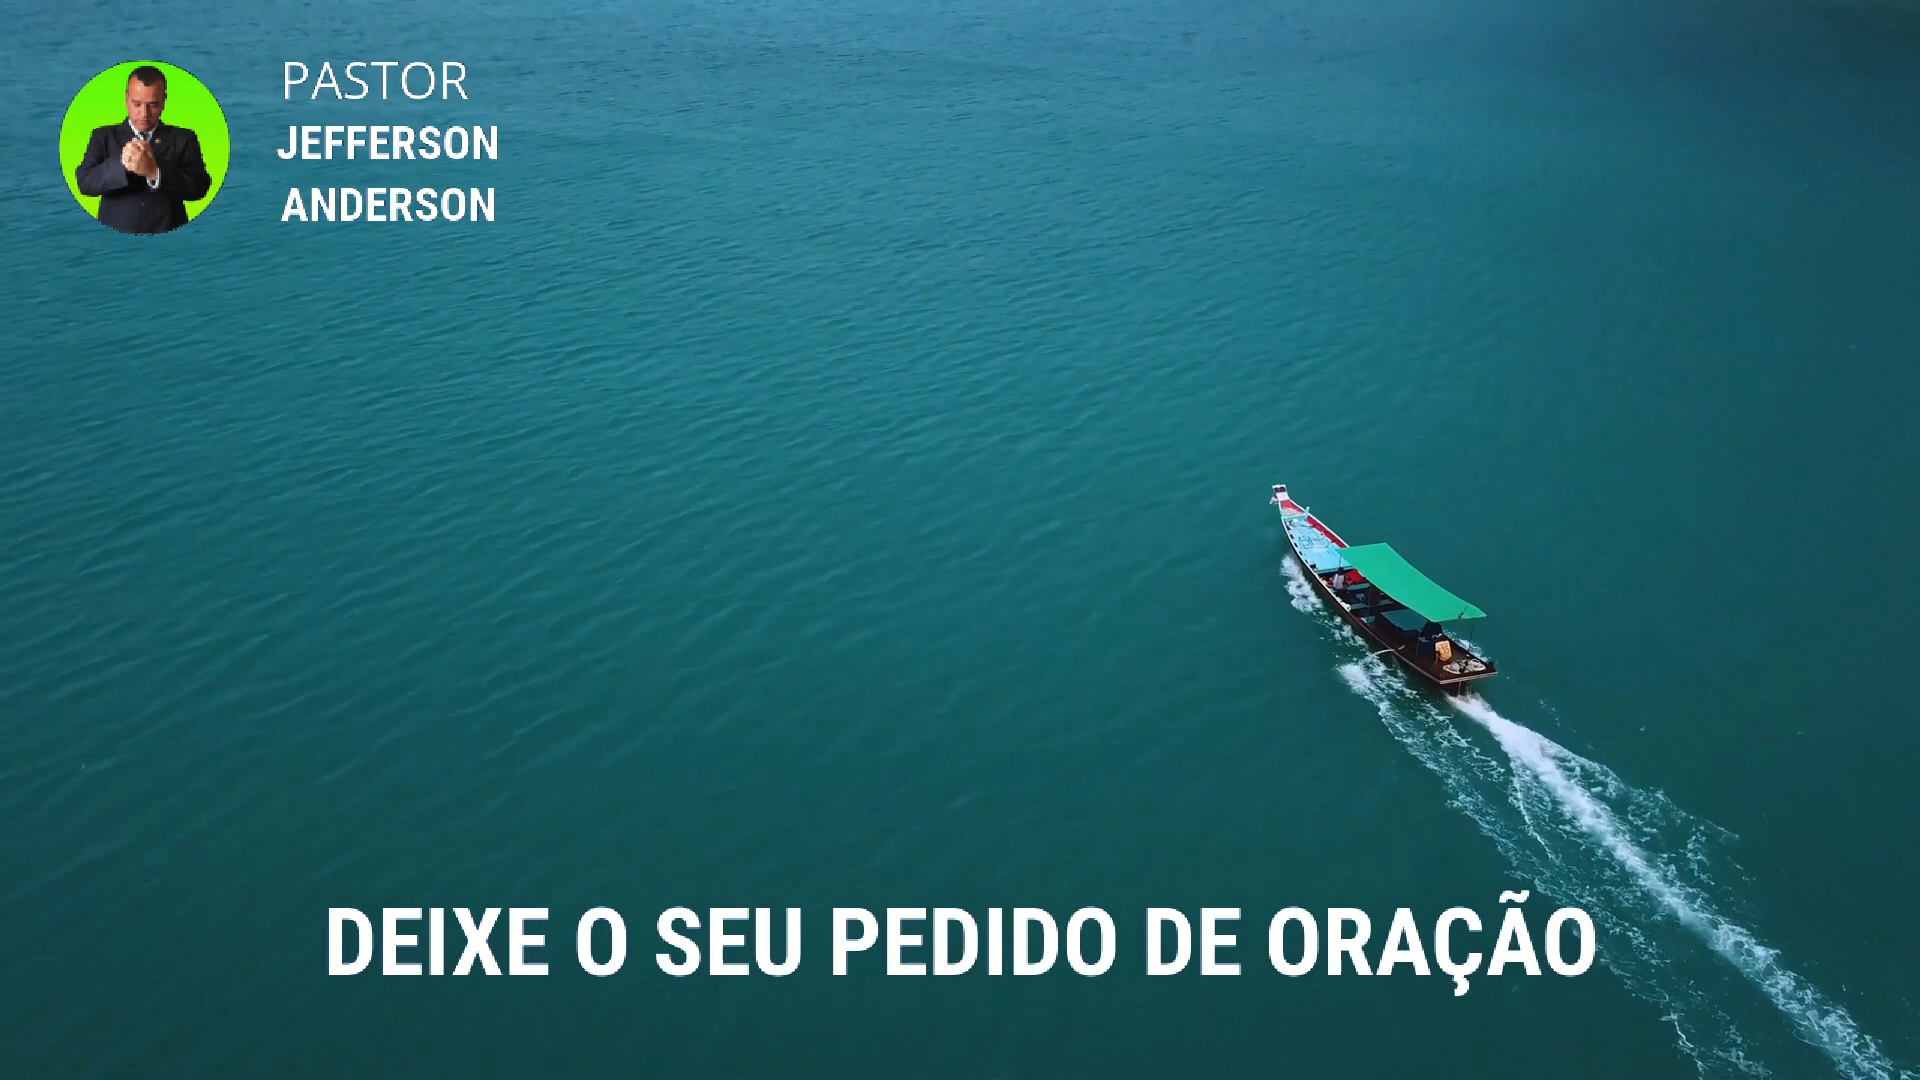 PASTOR
JEFFERSON
ANDERSON
DEIXE O SEU PEDIDO DE ORAÇÃO